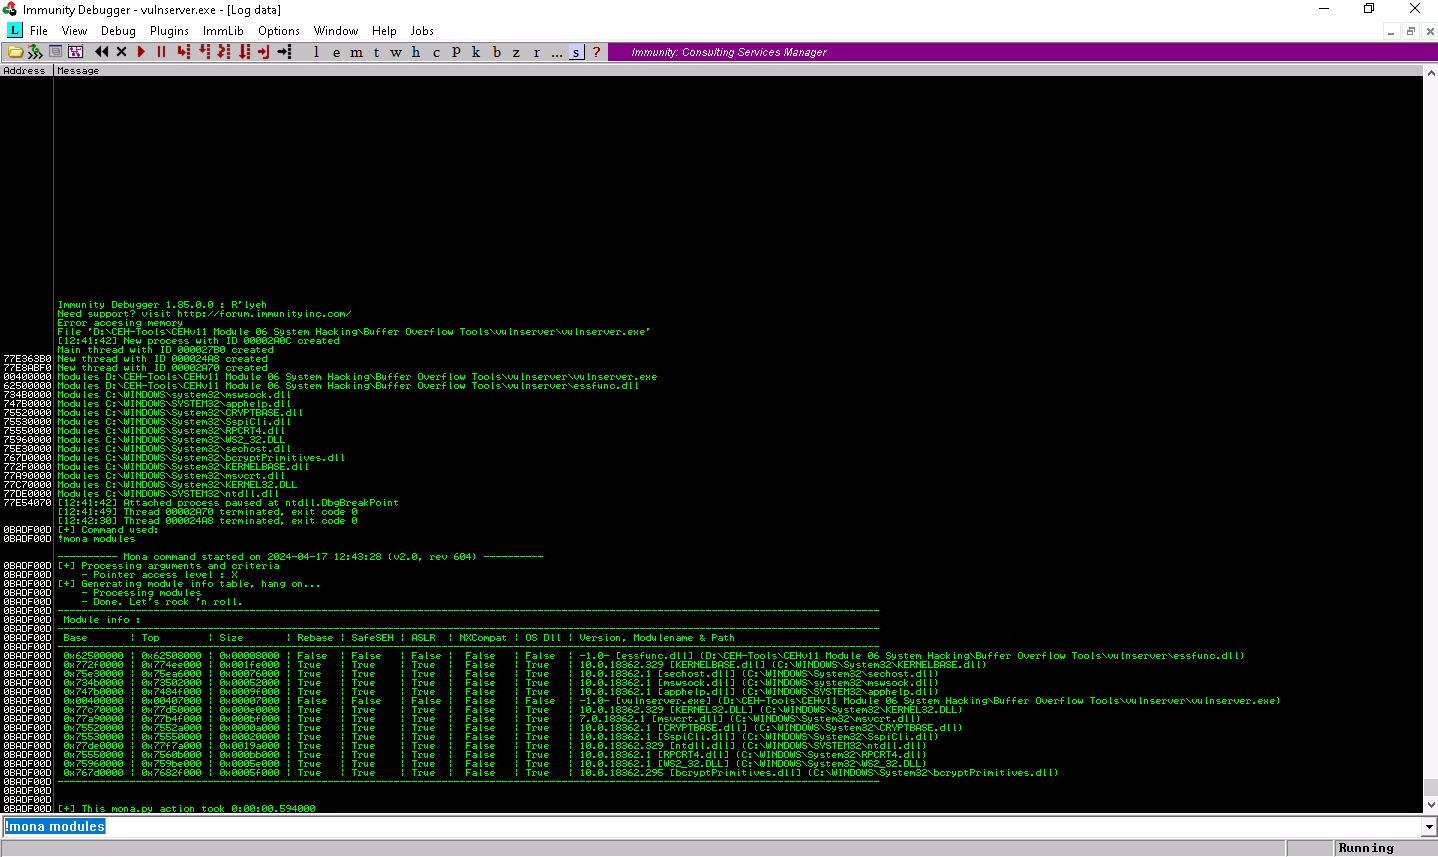 Immunity Debugger - vulnserver.exe - [Log data]
L File View Debug Plugins ImmLib Options Window Help Jobs
l e m t w h c P k b z r ... s ? Immunity: Consulting Services Manager
Address Message
Immunity Debugger 1.85.0.0 : R'lyeh
Need support? visit http://forum.immunityinc.com/
Error accesing memory
File 'D:\CEH-Tools\CEHv11 Module 06 System Hacking\Buffer Overflow Tools\vulnserver\vulnserver.exe'
[12:41:42] New process with ID 00002A0C created
Main thread with ID 000027B0 created
77E363B0 New thread with ID 000024A8 created
77E8ABF0 New thread with ID 00002A70 created
00400000 Modules D:\CEH-Tools\CEHv11 Module 06 System Hacking\Buffer Overflow Tools\vulnserver\vulnserver.exe
62500000 Modules D:\CEH-Tools\CEHv11 Module 06 System Hacking\Buffer Overflow Tools\vulnserver\essfunc.dll
734B0000 Modules C:\WINDOWS\system32\mswsock.dll
747B0000 Modules C:\WINDOWS\SYSTEM32\apphelp.dll
75520000 Modules C:\WINDOWS\System32\CRYPTBASE.dll
75530000 Modules C:\WINDOWS\System32\SspiCli.dll
75550000 Modules C:\WINDOWS\System32\RPCRT4.dll
75960000 Modules C:\WINDOWS\System32\WS2_32.DLL
75E30000 Modules C:\WINDOWS\System32\sechost.dll
767D0000 Modules C:\WINDOWS\System32\bcryptPrimitives.dll
772F0000 Modules C:\WINDOWS\System32\KERNELBASE.dll
77A90000 Modules C:\WINDOWS\System32\msvcrt.dll
77C70000 Modules C:\WINDOWS\System32\KERNEL32.DLL
77DE0000 Modules C:\WINDOWS\SYSTEM32\ntdll.dll
77E54070 [12:41:42] Attached process paused at ntdll.DbgBreakPoint
[12:41:49] Thread 00002A70 terminated, exit code 0
[12:42:30] Thread 000024A8 terminated, exit code 0
0BADF00D [+] Command used:
0BADF00D !mona modules
---------- Mona command started on 2024-04-17 12:43:28 (v2.0, rev 604) ----------
0BADF00D [+] Processing arguments and criteria
0BADF00D - Pointer access level : X
0BADF00D [+] Generating module info table, hang on...
0BADF00D - Processing modules
0BADF00D - Done. Let's rock 'n roll.
0BADF00D
0BADF00D Module info :
0BADF00D
0BADF00D Base | Top | Size | Rebase | SafeSEH | ASLR | NXCompat | OS Dll | Version, Modulename & Path
0BADF00D
0BADF00D 0x62500000 | 0x62508000 | 0x00008000 | False | False | False | False | False | -1.0- [essfunc.dll] (D:\CEH-Tools\CEHv11 Module 06 System Hacking\Buffer Overflow Tools\vulnserver\essfunc.dll)
0BADF00D 0x772f0000 | 0x774ee000 | 0x001fe000 | True | True | True | False | True | 10.0.18362.329 [KERNELBASE.dll] (C:\WINDOWS\System32\KERNELBASE.dll)
0BADF00D 0x75e30000 | 0x75ea6000 | 0x00076000 | True | True | True | False | True | 10.0.18362.1 [sechost.dll] (C:\WINDOWS\System32\sechost.dll)
0BADF00D 0x734b0000 | 0x73502000 | 0x00052000 | True | True | True | False | True | 10.0.18362.1 [mswsock.dll] (C:\WINDOWS\system32\mswsock.dll)
0BADF00D 0x747b0000 | 0x7484f000 | 0x0009f000 | True | True | True | False | True | 10.0.18362.1 [apphelp.dll] (C:\WINDOWS\SYSTEM32\apphelp.dll)
0BADF00D 0x00400000 | 0x00407000 | 0x00007000 | False | False | False | False | False | -1.0- [vulnserver.exe] (D:\CEH-Tools\CEHv11 Module 06 System Hacking\Buffer Overflow Tools\vulnserver\vulnserver.exe)
0BADF00D 0x77c70000 | 0x77d50000 | 0x000e0000 | True | True | True | False | True | 10.0.18362.329 [KERNEL32.DLL] (C:\WINDOWS\System32\KERNEL32.DLL)
0BADF00D 0x77a90000 | 0x77b4f000 | 0x000bf000 | True | True | True | False | True | 7.0.18362.1 [msvcrt.dll] (C:\WINDOWS\System32\msvcrt.dll)
0BADF00D 0x75520000 | 0x7552a000 | 0x0000a000 | True | True | True | False | True | 10.0.18362.1 [CRYPTBASE.dll] (C:\WINDOWS\System32\CRYPTBASE.dll)
0BADF00D 0x75530000 | 0x75550000 | 0x00020000 | True | True | True | False | True | 10.0.18362.1 [SspiCli.dll] (C:\WINDOWS\System32\SspiCli.dll)
0BADF00D 0x77de0000 | 0x77f7a000 | 0x0019a000 | True | True | True | False | True | 10.0.18362.329 [ntdll.dll] (C:\WINDOWS\SYSTEM32\ntdll.dll)
0BADF00D 0x75550000 | 0x7560b000 | 0x000bb000 | True | True | True | False | True | 10.0.18362.1 [RPCRT4.dll] (C:\WINDOWS\System32\RPCRT4.dll)
0BADF00D 0x75960000 | 0x759be000 | 0x0005e000 | True | True | True | False | True | 10.0.18362.1 [WS2_32.DLL] (C:\WINDOWS\System32\WS2_32.DLL)
0BADF00D 0x767d0000 | 0x7682f000 | 0x0005f000 | True | True | True | False | True | 10.0.18362.295 [bcryptPrimitives.dll] (C:\WINDOWS\System32\bcryptPrimitives.dll)
0BADF00D
0BADF00D
0BADF00D
0BADF00D [+] This mona.py action took 0:00:00.594000
!mona modules
Running